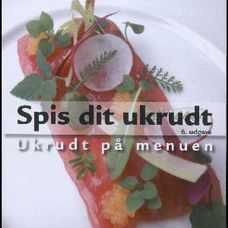 Spis dit ukrudt
6. udgave
Ukrudt på menuen